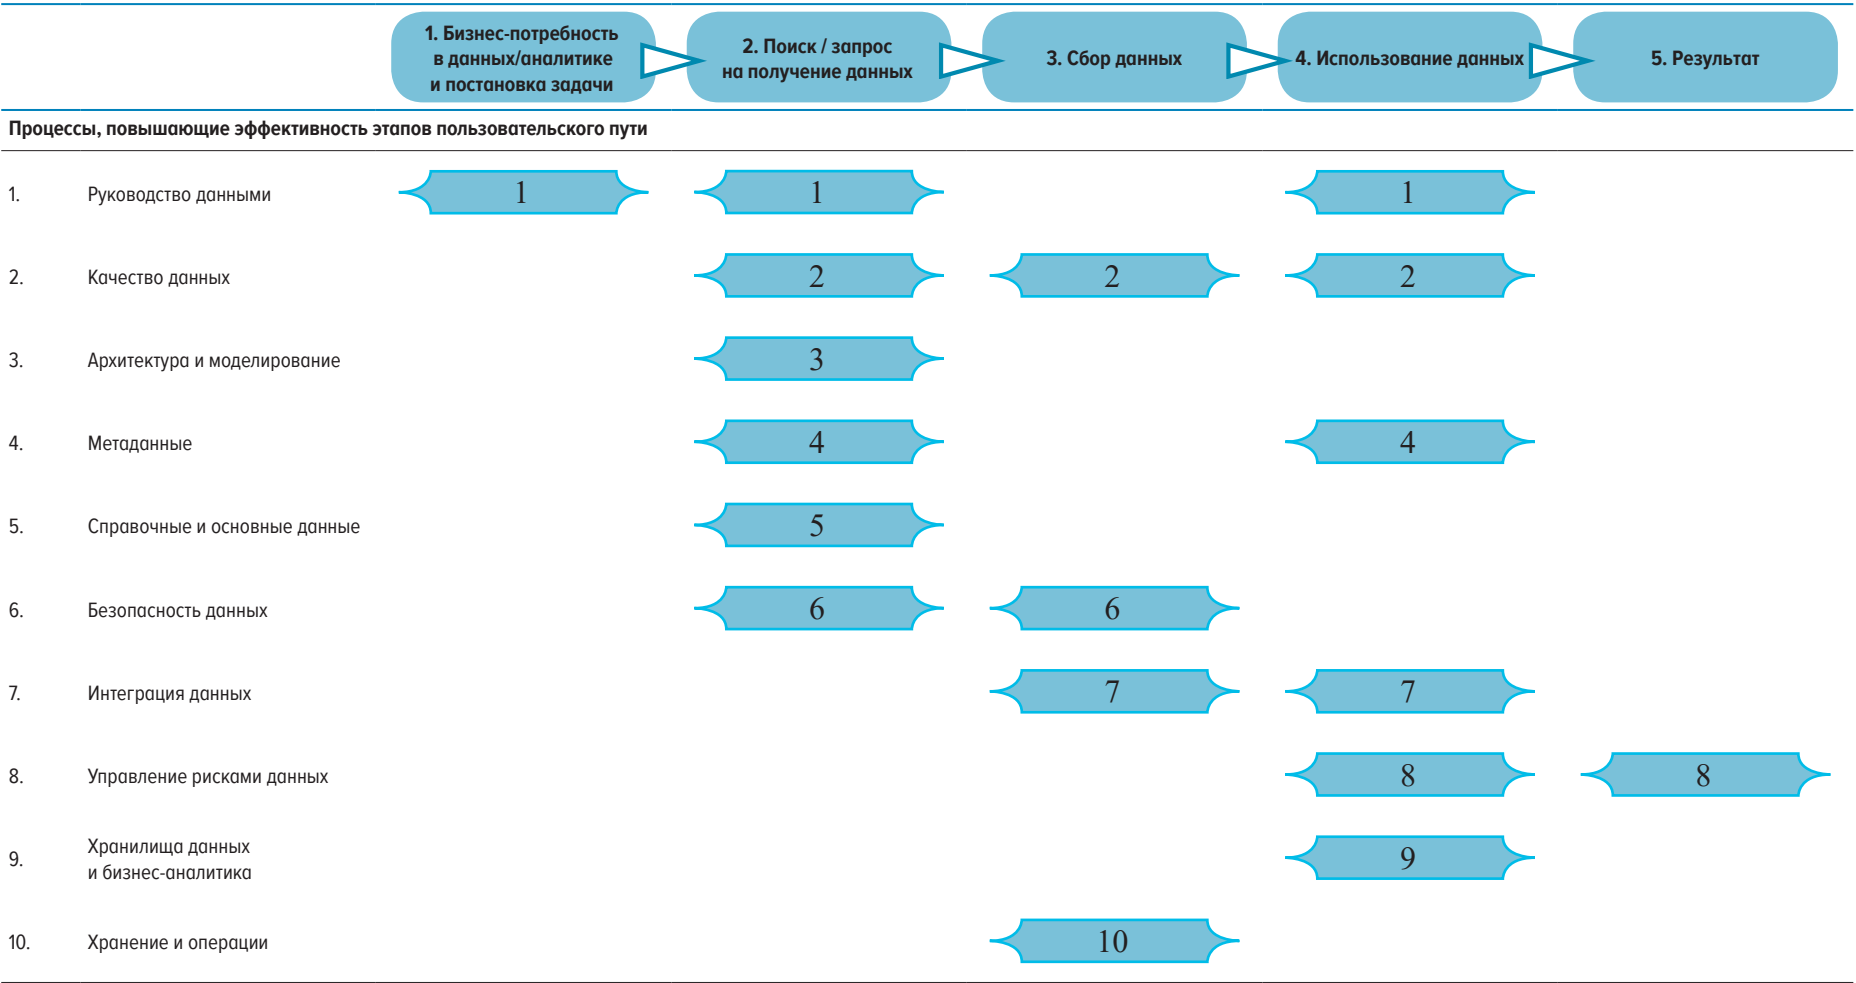 1. Бизнес-потребность
в данных/аналитике
и постановка задачи
2. Поиск / запрос
на получение данных
3. Сбор данных
4. Использование данных
5. Результат
Процессы, повышающие эффективность этапов пользовательского пути
1. Руководство данными 1 1 1
2. Качество данных 2 2 2
3. Архитектура и моделирование 3
4. Метаданные 4 4
5. Справочные и основные данные 5
6. Безопасность данных 6 6
7. Интеграция данных 7 7
8. Управление рисками данных 8 8
9. Хранилища данных
и бизнес-аналитика 9
10. Хранение и операции 10